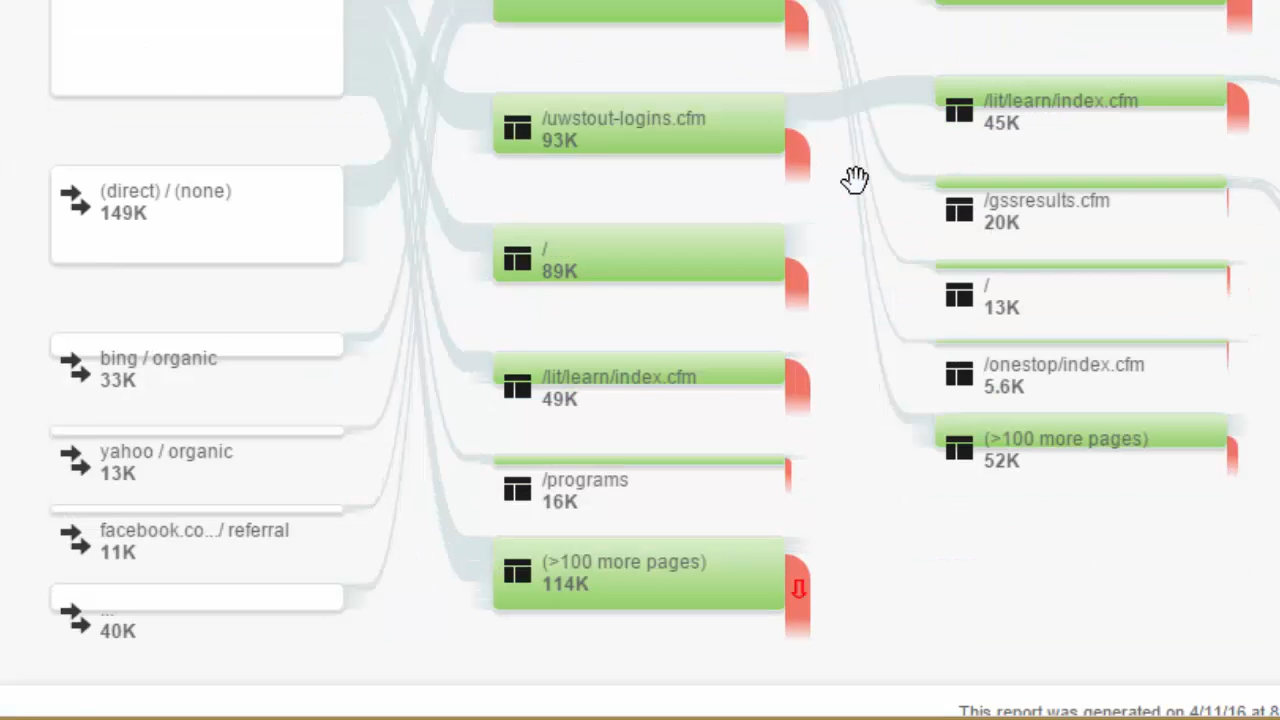 (direct) / (none)
149K
bing / organic
33K
yahoo / organic
13K
facebook.co.../ referral
11K
...
40K
/uwstout-logins.cfm
93K
/
89K
/lit/learn/index.cfm
49K
/programs
16K
(>100 more pages)
114K
/lit/learn/index.cfm
45K
/gssresults.cfm
20K
/
13K
/onestop/index.cfm
5.6K
(>100 more pages)
52K
This report was generated on 4/11/16 at 8